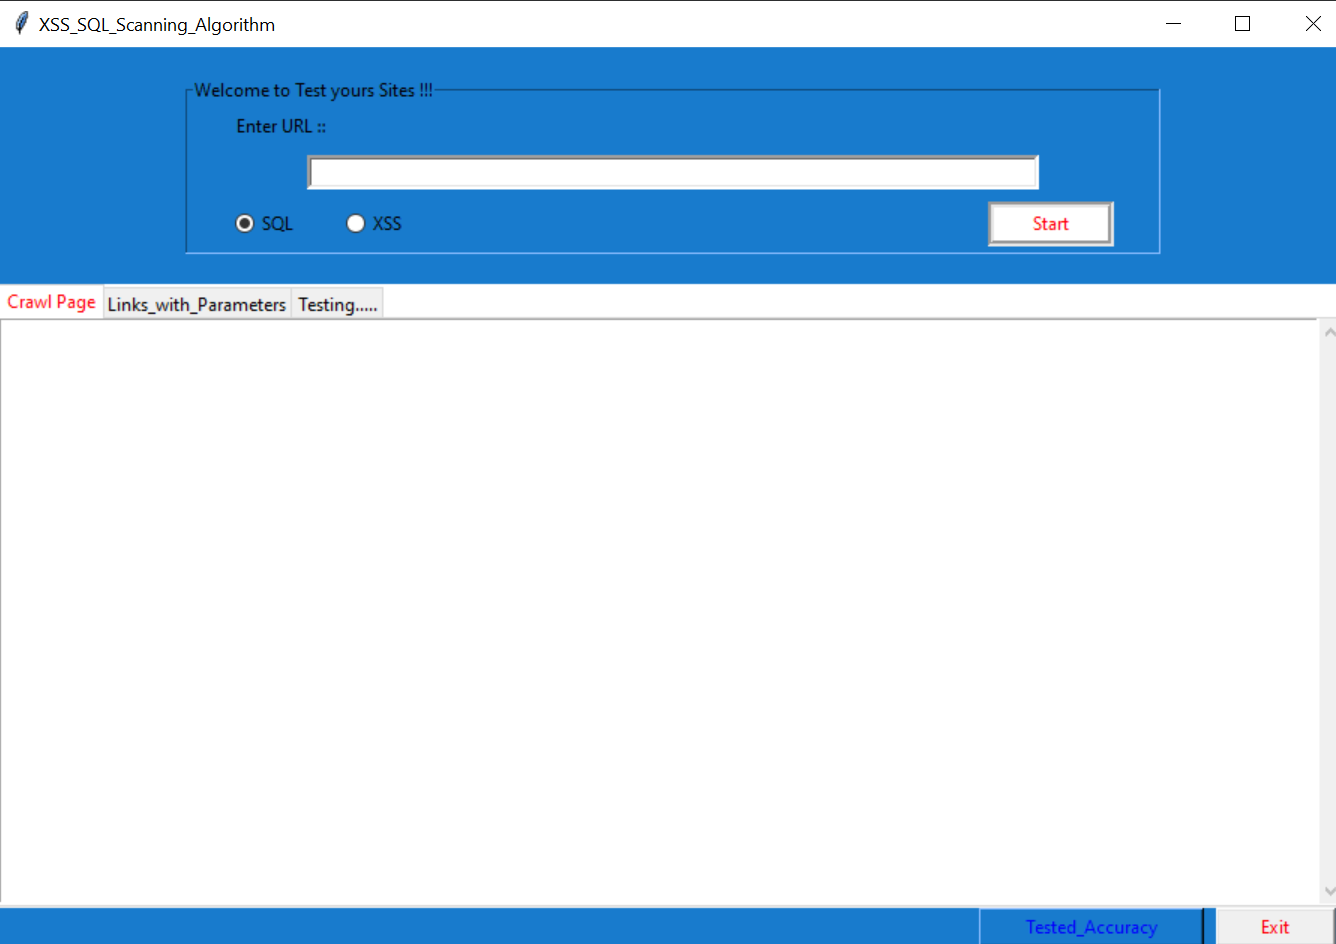 XSS_SQL_Scanning_Algorithm
Welcome to Test yours Sites !!!
Enter URL ::
SQL XSS Start
Crawl Page Links_with_Parameters Testing.....
Tested_Accuracy Exit